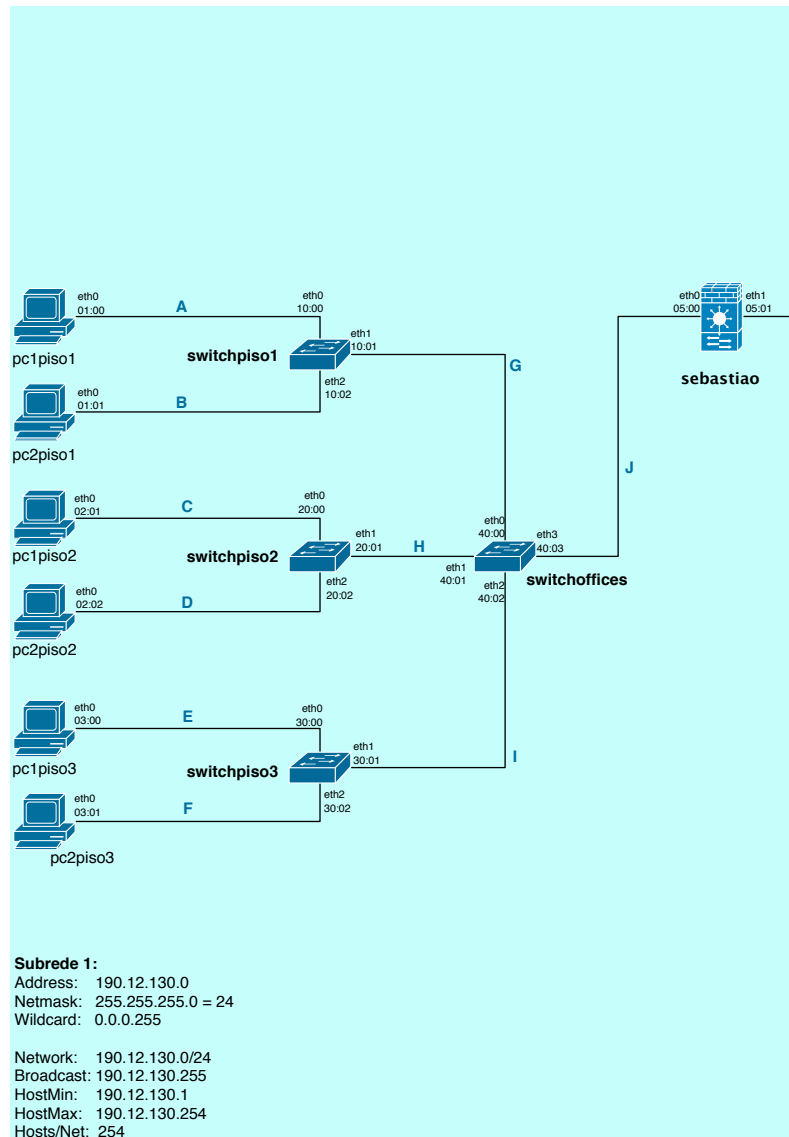 eth0
01:00
A
eth0
10:00
pc1piso1
switchpiso1
eth1
10:01
G
eth0
01:01
B
eth2
10:02
pc2piso1
eth0
05:00
eth1
05:01
sebastiao
J
eth0
02:01
C
eth0
20:00
pc1piso2
switchpiso2
eth1
20:01
H
eth0
40:00
eth3
40:03
eth1
40:01
eth2
40:02
switchoffices
eth0
02:02
D
eth2
20:02
pc2piso2
eth0
03:00
E
eth0
30:00
pc1piso3
switchpiso3
eth1
30:01
I
eth0
03:01
F
eth2
30:02
pc2piso3
Subrede 1:
Address: 190.12.130.0
Netmask: 255.255.255.0 = 24
Wildcard: 0.0.0.255
Network: 190.12.130.0/24
Broadcast: 190.12.130.255
HostMin: 190.12.130.1
HostMax: 190.12.130.254
Hosts/Net: 254